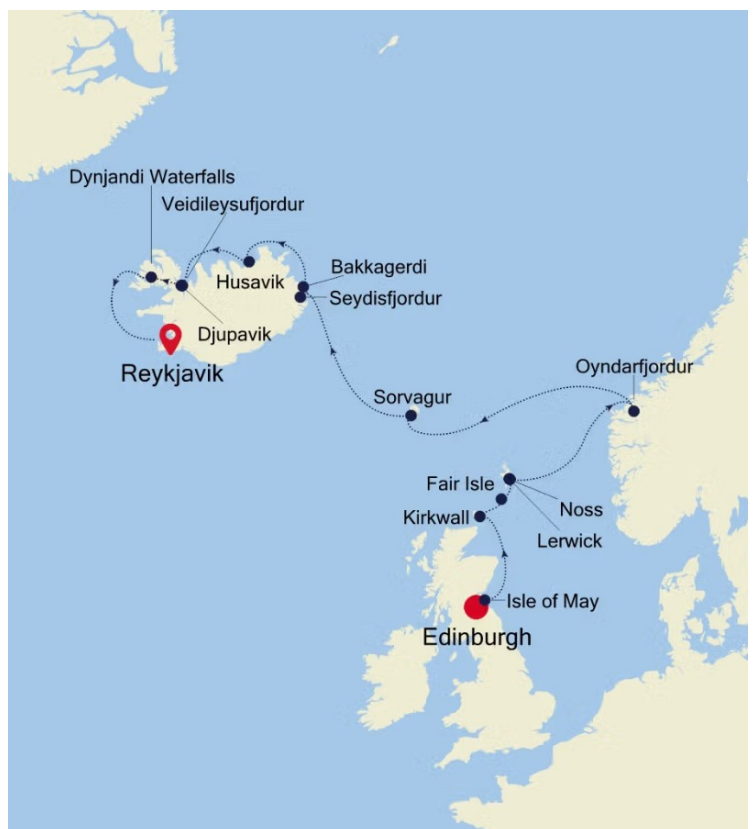 Dynjandi Waterfalls
Veidileysufjordur
Husavik
Bakkagerdi
Seydisfjordur
Djupavik
Reykjavik
Oyndarfjordur
Sorvagur
Fair Isle
Noss
Kirkwall
Lerwick
Isle of May
Edinburgh